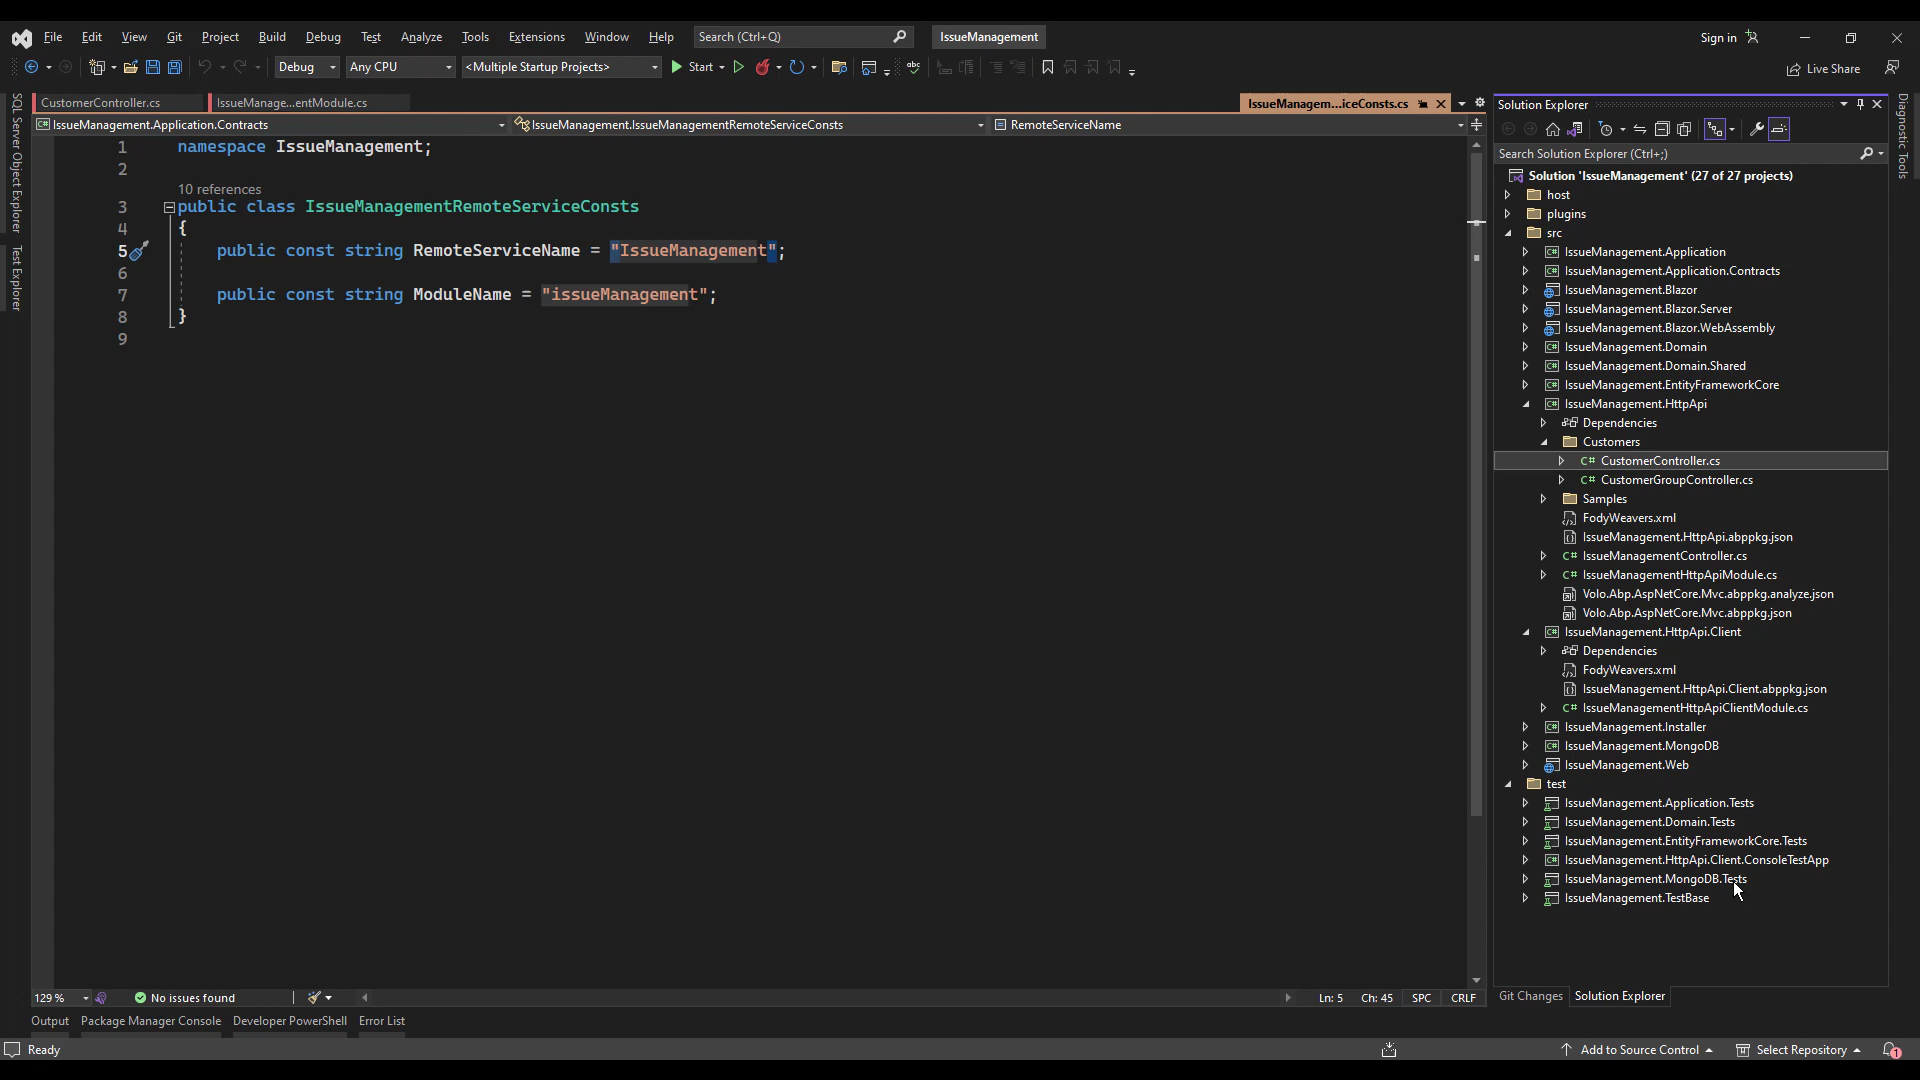 File Edit View Git Project Build Debug Test Analyze Tools Extensions Window Help Search (Ctrl+Q) IssueManagement Sign in
Debug Any CPU <Multiple Startup Projects> Start Live Share
SQL Server Object Explorer
Test Explorer
CustomerController.cs IssueManage...entModule.cs IssueManagem...iceConsts.cs
IssueManagement.Application.Contracts IssueManagement.IssueManagementRemoteServiceConsts RemoteServiceName
1 namespace IssueManagement;
2
10 references
3 public class IssueManagementRemoteServiceConsts
4 {
5 public const string RemoteServiceName = "IssueManagement";
6
7 public const string ModuleName = "issueManagement";
8 }
9
129 % No issues found Ln: 5 Ch: 45 SPC CRLF
Solution Explorer
Search Solution Explorer (Ctrl+;)
Solution 'IssueManagement' (27 of 27 projects)
host
plugins
src
IssueManagement.Application
IssueManagement.Application.Contracts
IssueManagement.Blazor
IssueManagement.Blazor.Server
IssueManagement.Blazor.WebAssembly
IssueManagement.Domain
IssueManagement.Domain.Shared
IssueManagement.EntityFrameworkCore
IssueManagement.HttpApi
Dependencies
Customers
C# CustomerController.cs
C# CustomerGroupController.cs
Samples
FodyWeavers.xml
IssueManagement.HttpApi.abppkg.json
C# IssueManagementController.cs
C# IssueManagementHttpApiModule.cs
Volo.Abp.AspNetCore.Mvc.abppkg.analyze.json
Volo.Abp.AspNetCore.Mvc.abppkg.json
IssueManagement.HttpApi.Client
Dependencies
FodyWeavers.xml
IssueManagement.HttpApi.Client.abppkg.json
C# IssueManagementHttpApiClientModule.cs
IssueManagement.Installer
IssueManagement.MongoDB
IssueManagement.Web
test
IssueManagement.Application.Tests
IssueManagement.Domain.Tests
IssueManagement.EntityFrameworkCore.Tests
IssueManagement.HttpApi.Client.ConsoleTestApp
IssueManagement.MongoDB.Tests
IssueManagement.TestBase
Git Changes Solution Explorer
Diagnostic Tools
Output Package Manager Console Developer PowerShell Error List
Ready Add to Source Control Select Repository 1